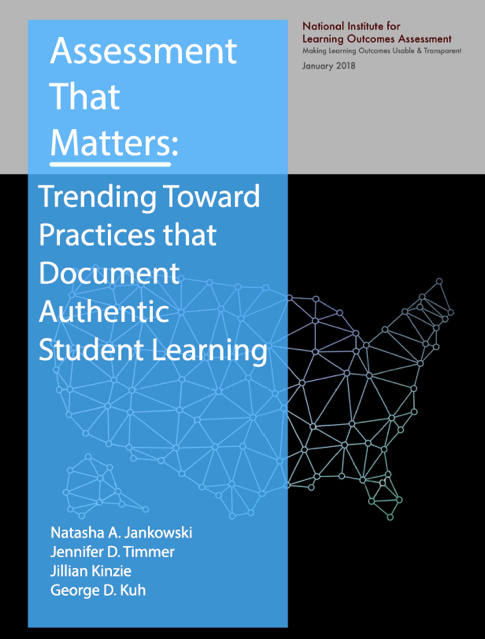 Assessment
That
Matters:
Trending Toward
Practices that
Document
Authentic
Student Learning
National Institute for
Learning Outcomes Assessment
Making Learning Outcomes Usable & Transparent
January 2018
Natasha A. Jankowski
Jennifer D. Timmer
Jillian Kinzie
George D. Kuh